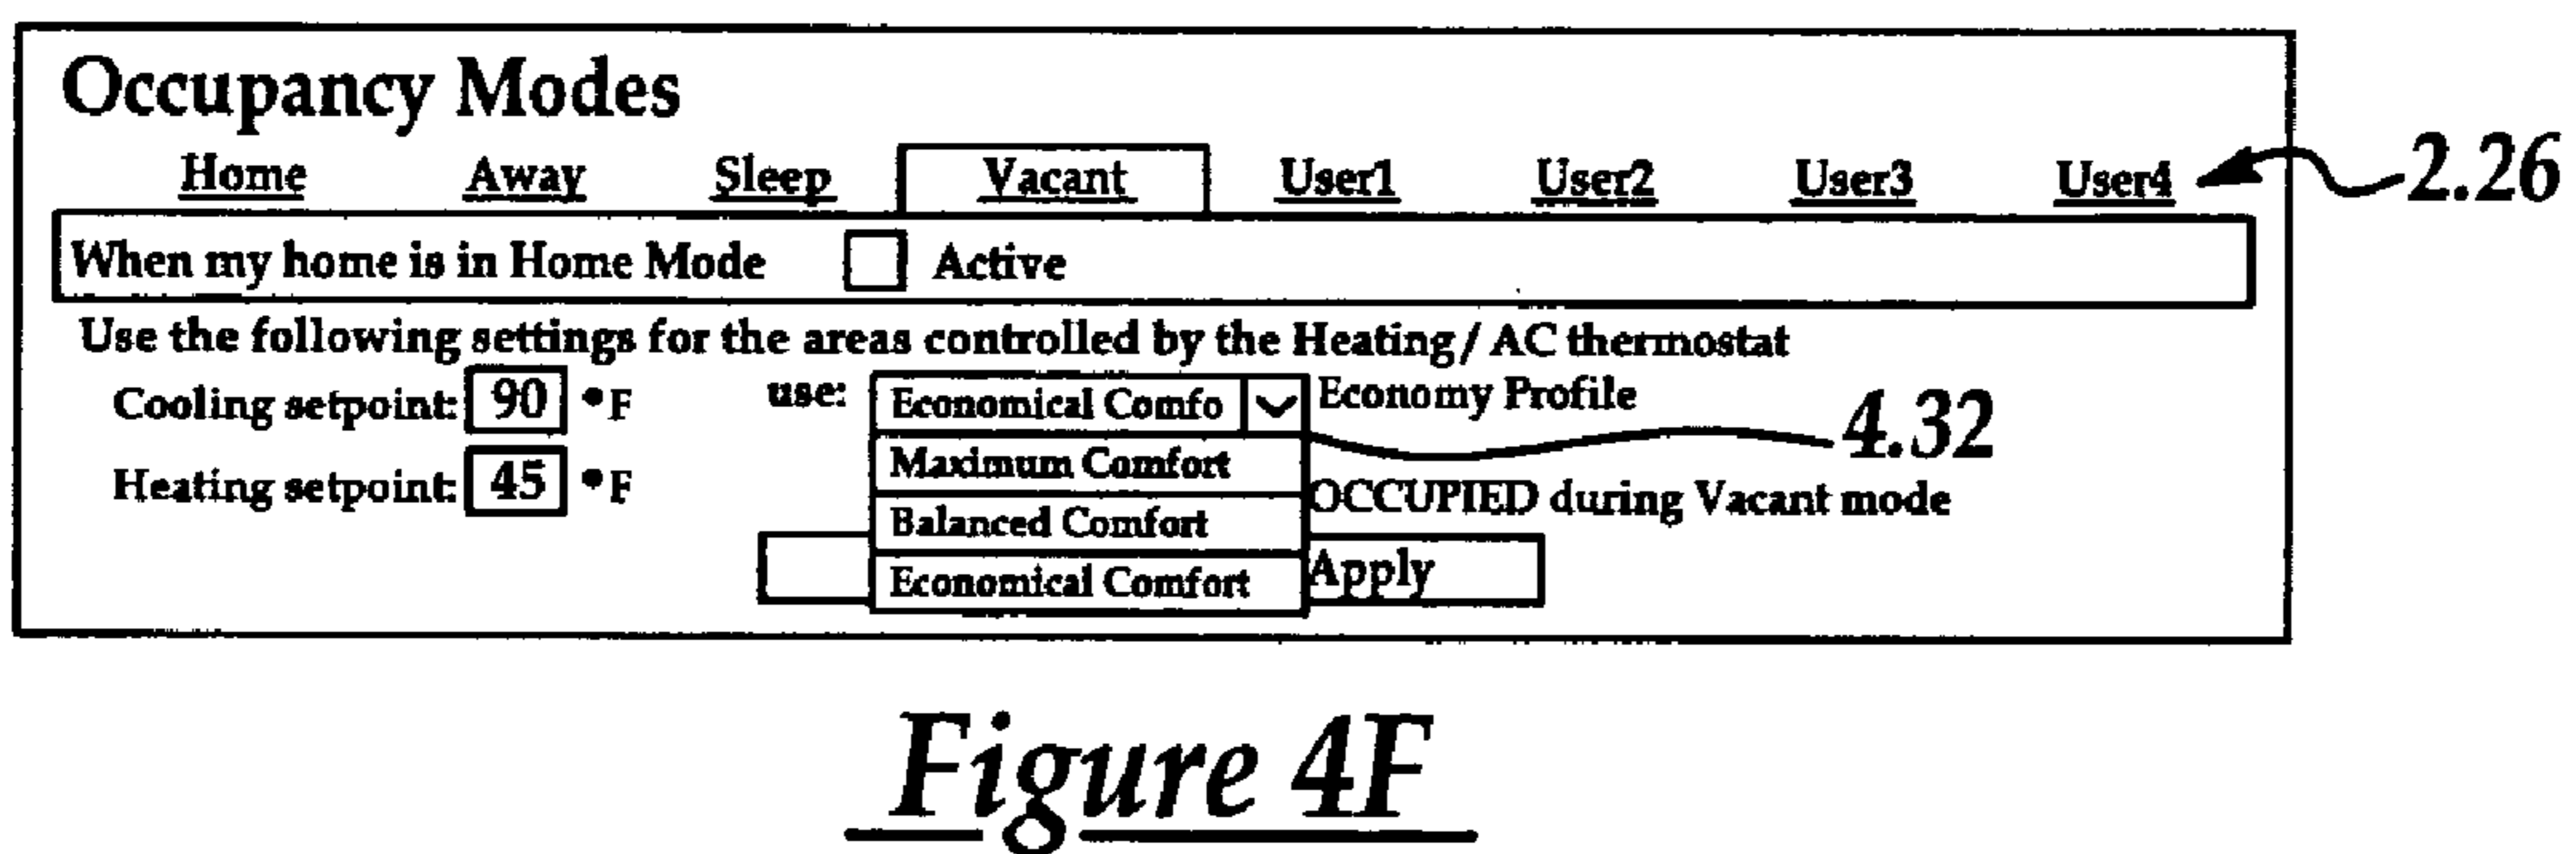 Occupancy Modes
Home Away Sleep Vacant User1 User2 User3 User4 2.26
When my home is in Home Mode Active
Use the following settings for the areas controlled by the Heating/AC thermostat
Cooling setpoint: 90 °F use: Economical Comfo Economy Profile 4.32
Maximum Comfort
Heating setpoint: 45 °F OCCUPIED during Vacant mode
Balanced Comfort
Economical Comfort Apply
Figure 4F